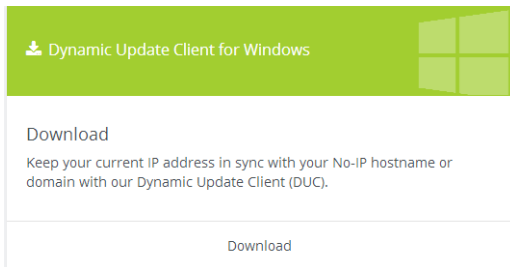 Dynamic Update Client for Windows
Download
Keep your current IP address in sync with your No-IP hostname or
domain with our Dynamic Update Client (DUC).
Download